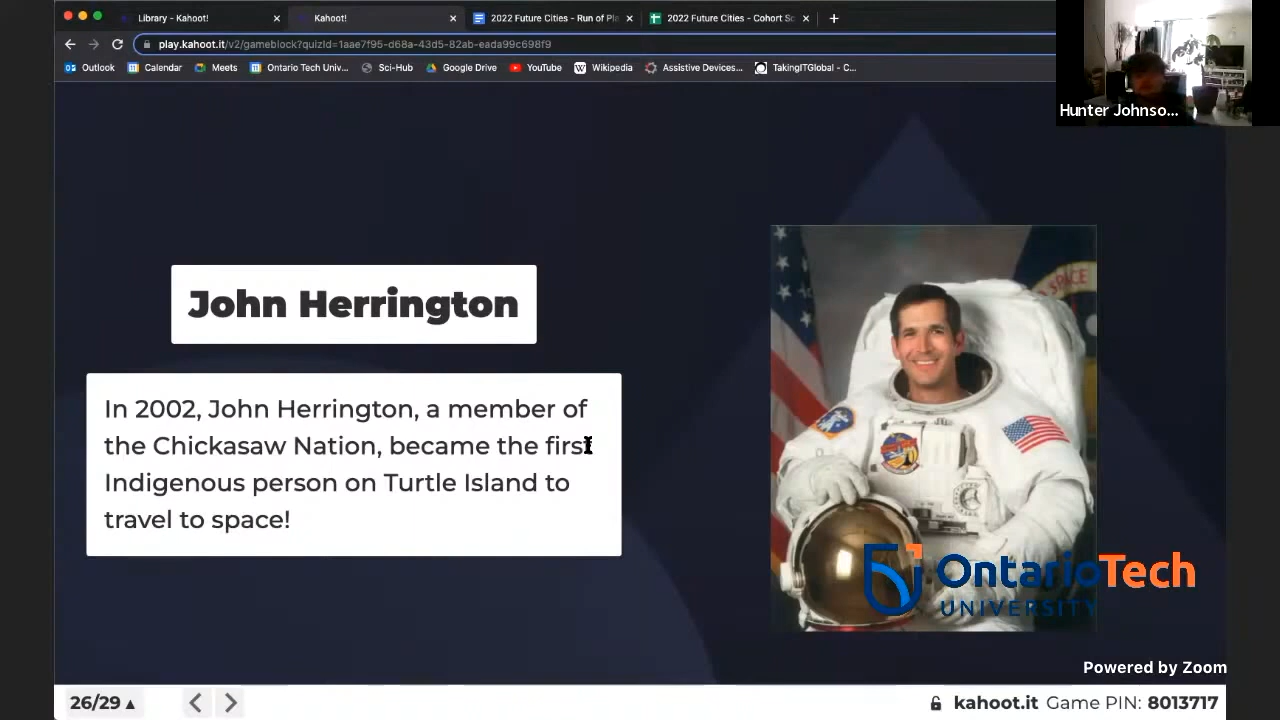 Library - Kahoot!
Kahoot!
2022 Future Cities - Run of Pla
2022 Future Cities - Cohort Sc
play.kahoot.it/v2/gameblock?quizId=1aae7f95-d68a-43d5-82ab-eada99c698f9
Outlook
Calendar
Meets
Ontario Tech Univ...
Sci-Hub
Google Drive
YouTube
Wikipedia
Assistive Devices...
TakingITGlobal - C...
Hunter Johnso...
John Herrington
In 2002, John Herrington, a member of
the Chickasaw Nation, became the first
Indigenous person on Turtle Island to
travel to space!
SPACE
OntarioTech
UNIVERSITY
Powered by Zoom
26/29
kahoot.it Game PIN: 8013717